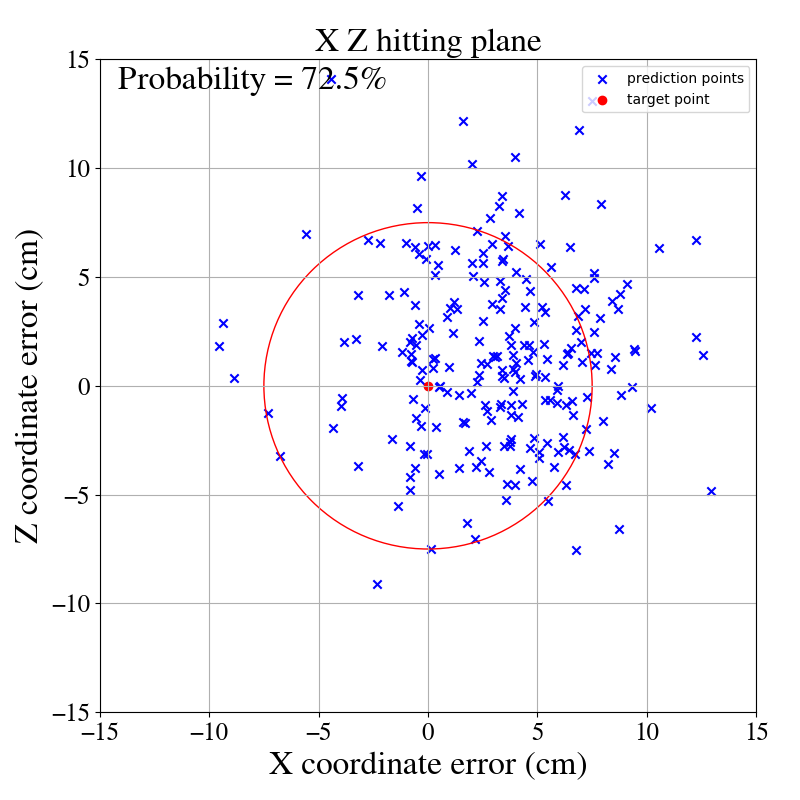 X Z hitting plane
Probability = 72.5%
prediction points
target point
Z coordinate error (cm)
15
10
5
0
−5
−10
−15
−15 −10 −5 0 5 10 15
X coordinate error (cm)